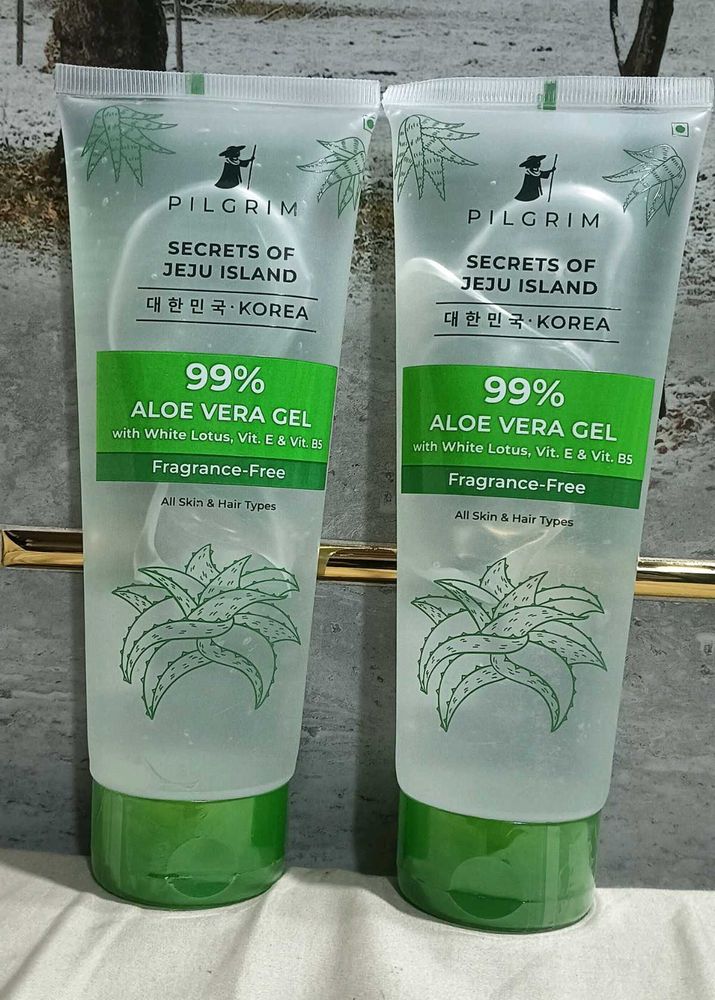 PILGRIM
SECRETS OF
JEJU ISLAND
대한민국·KOREA
99%
ALOE VERA GEL
with White Lotus, Vit. E & Vit. B5
Fragrance-Free
All Skin & Hair Types
PILGRIM
SECRETS OF
JEJU ISLAND
대한민국·KOREA
99%
ALOE VERA GEL
with White Lotus, Vit. E & Vit. B5
Fragrance-Free
All Skin & Hair Types